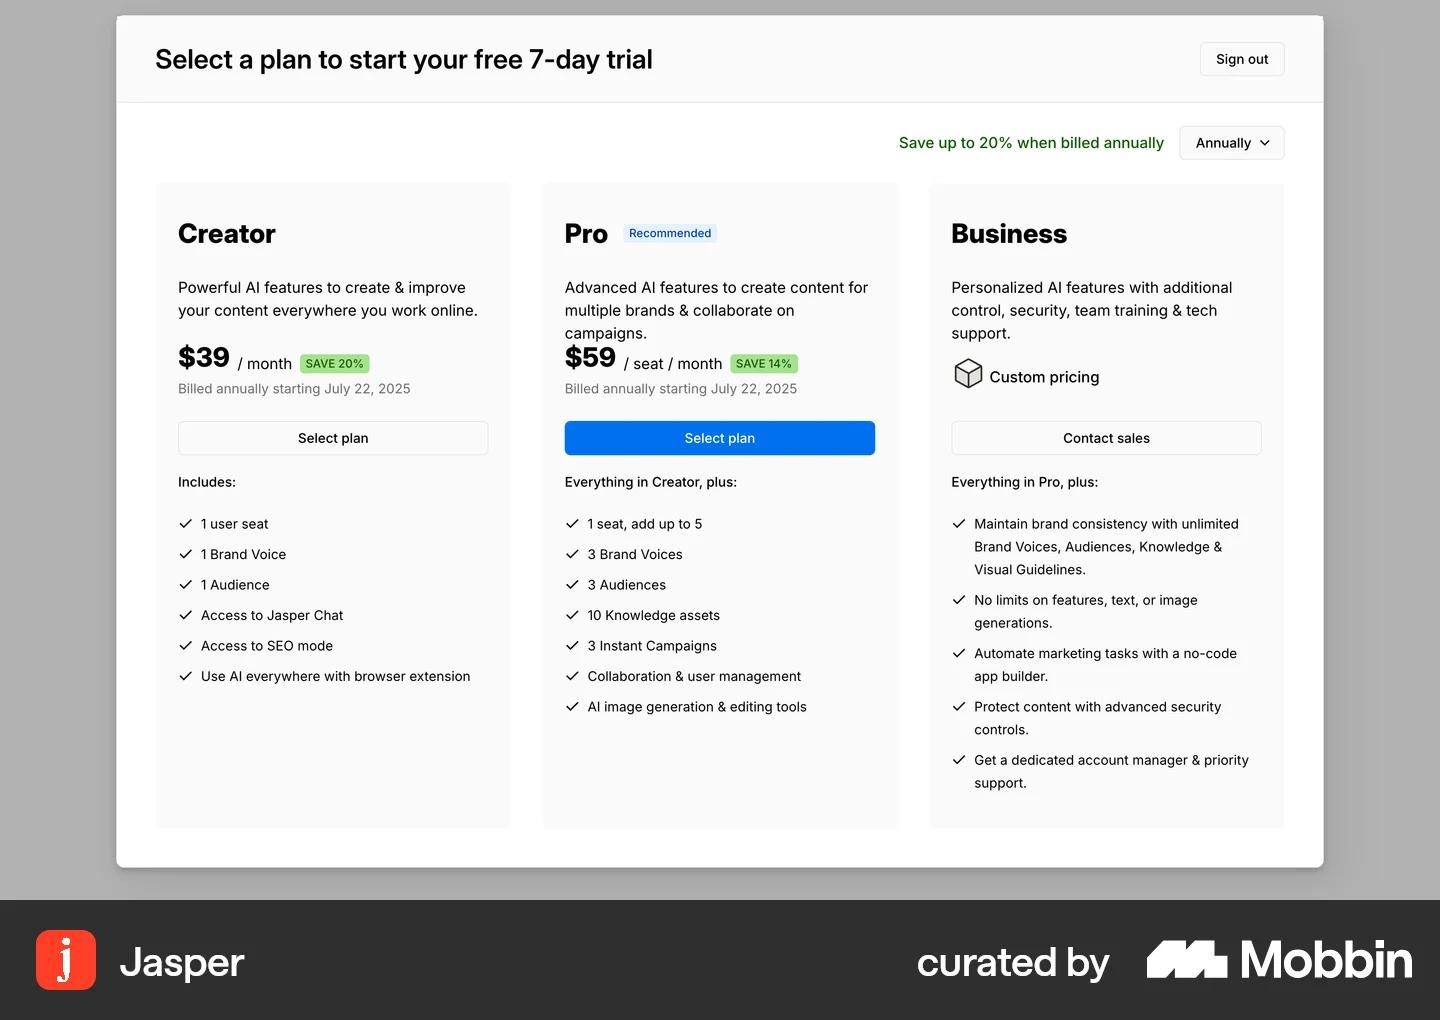 Select a plan to start your free 7-day trial
Sign out
Save up to 20% when billed annually
Annually
Creator
Powerful AI features to create & improve
your content everywhere you work online.
$39 / month SAVE 20%
Billed annually starting July 22, 2025
Select plan
Includes:
1 user seat
1 Brand Voice
1 Audience
Access to Jasper Chat
Access to SEO mode
Use AI everywhere with browser extension
Pro Recommended
Advanced AI features to create content for
multiple brands & collaborate on
campaigns.
$59 / seat / month SAVE 14%
Billed annually starting July 22, 2025
Select plan
Everything in Creator, plus:
1 seat, add up to 5
3 Brand Voices
3 Audiences
10 Knowledge assets
3 Instant Campaigns
Collaboration & user management
AI image generation & editing tools
Business
Personalized AI features with additional
control, security, team training & tech
support.
Custom pricing
Contact sales
Everything in Pro, plus:
Maintain brand consistency with unlimited
Brand Voices, Audiences, Knowledge &
Visual Guidelines.
No limits on features, text, or image
generations.
Automate marketing tasks with a no-code
app builder.
Protect content with advanced security
controls.
Get a dedicated account manager & priority
support.
j
Jasper
curated by
Mobbin